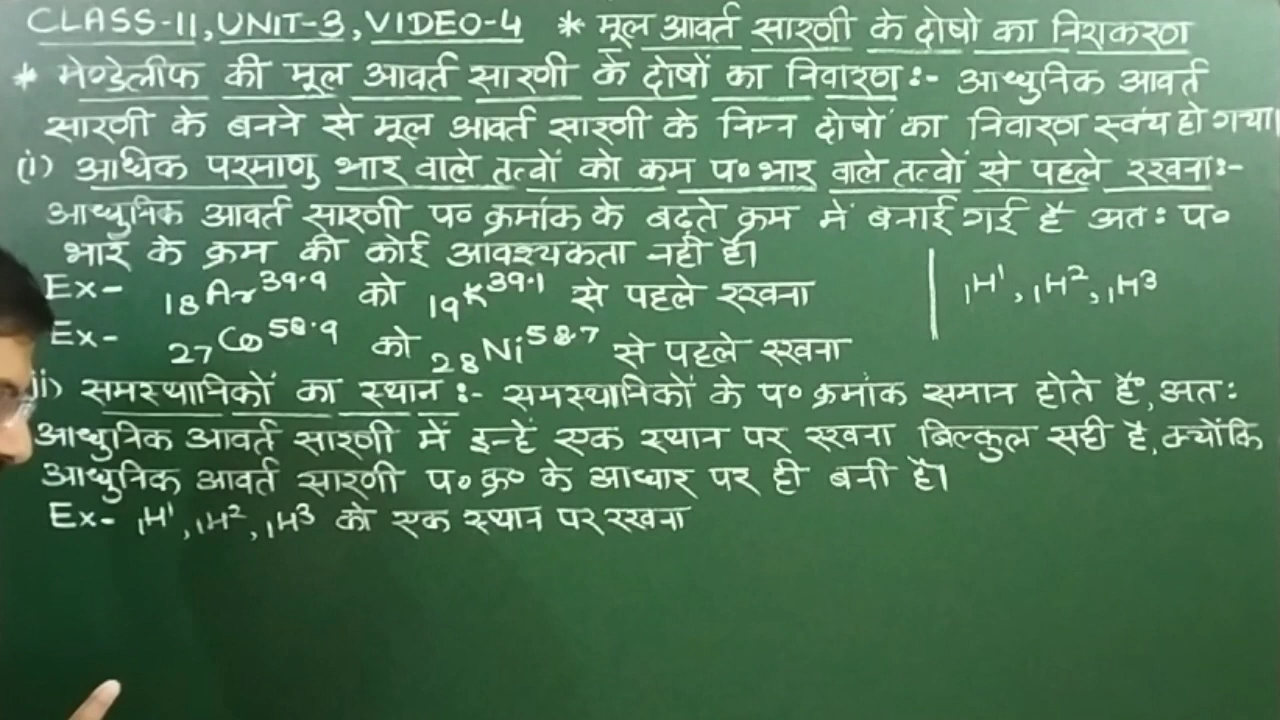 CLASS-11, UNIT-3, VIDEO-4 * मूल आवर्त सारणी के दोषो का निराकरण
* मेण्डेलीफ की मूल आवर्त सारणी के दोषों का निवारण :- आधुनिक आवर्त
सारणी के बनने से मूल आवर्त सारणी के निम्न दोषों का निवारण स्वंय हो गया।
(i) अधिक परमाणु भार वाले तत्वों को कम प० भार वाले तत्वों से पहले रखना:-
आधुनिक आवर्त सारणी प० क्रमांक के बढ़ते क्रम में बनाई गई है अतः प०
भार के क्रम की कोई आवश्यकता नही है।
Ex- ₁₈Ar³⁹·⁹ को ₁₉K³⁹·¹ से पहले रखना
₁H¹, ₁H², ₁H³
Ex- ₂₇Co⁵⁸·⁹ को ₂₈Ni⁵⁸·⁷ से पहले रखना
ii) समस्थानिकों का स्थान :- समस्थानिकों के प० क्रमांक समान होते है, अतः
आधुनिक आवर्त सारणी में इन्हे एक स्थान पर रखना बिल्कुल सही है, क्योंकि
आधुनिक आवर्त सारणी प० क्र० के आधार पर ही बनी है।
Ex- ₁H¹, ₁H², ₁H³ को एक स्थान पर रखना